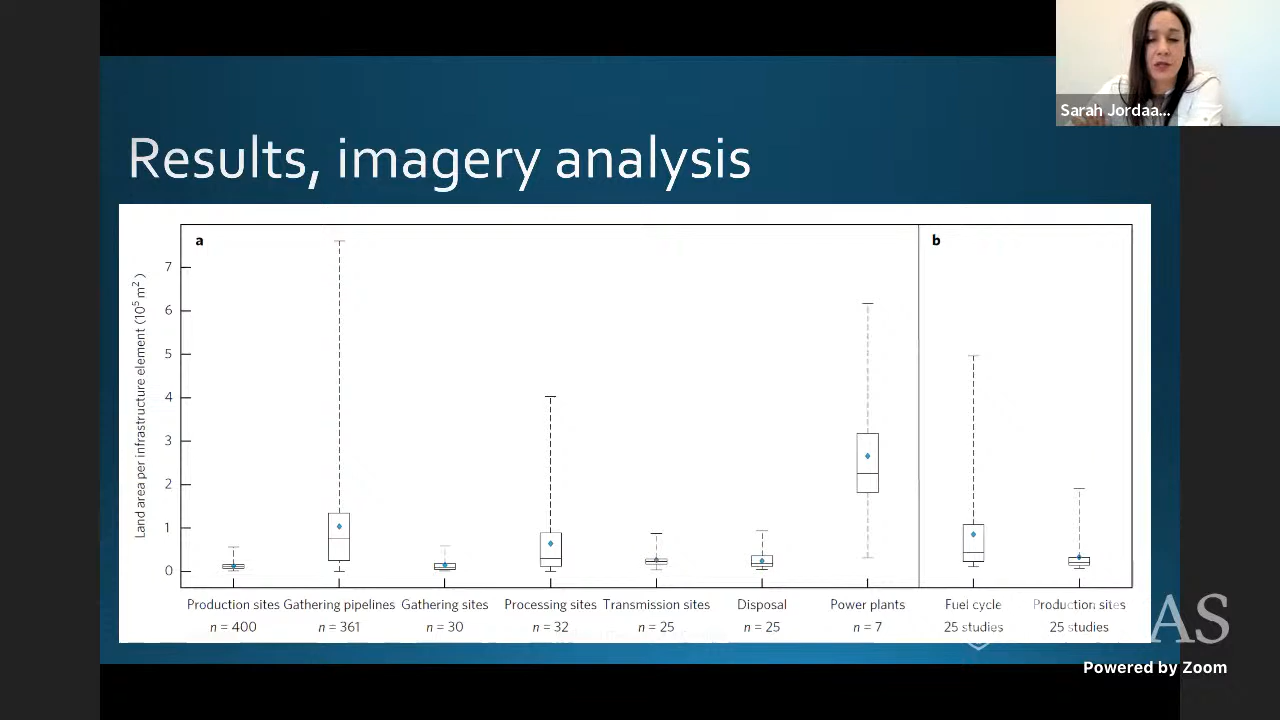 Sarah Jordaa...
Results, imagery analysis
a
b
Land area per infrastructure element (10⁵ m²)
7
6
5
4
3
2
1
0
Production sites Gathering pipelines Gathering sites Processing sites Transmission sites Disposal Power plants Fuel cycle Production sites
n = 400 n = 361 n = 30 n = 32 n = 25 n = 25 n = 7 25 studies 25 studies
AS
Powered by Zoom